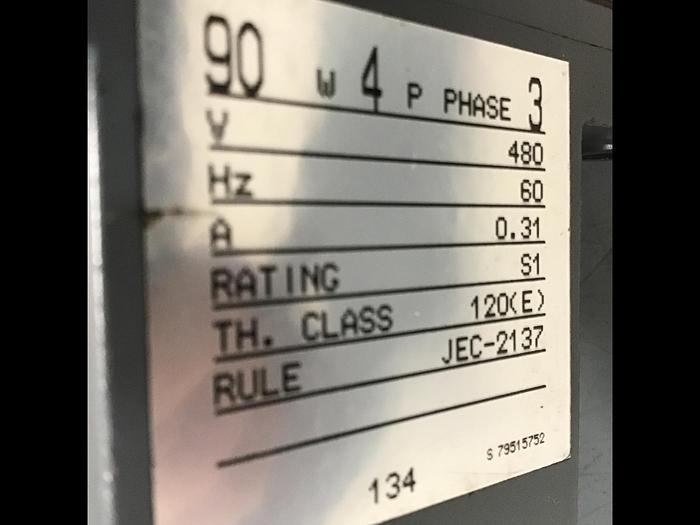 90 W 4 P PHASE 3
V 480
Hz 60
A 0.31
RATING S1
TH. CLASS 120(E)
RULE JEC-2137
S 79515752
134